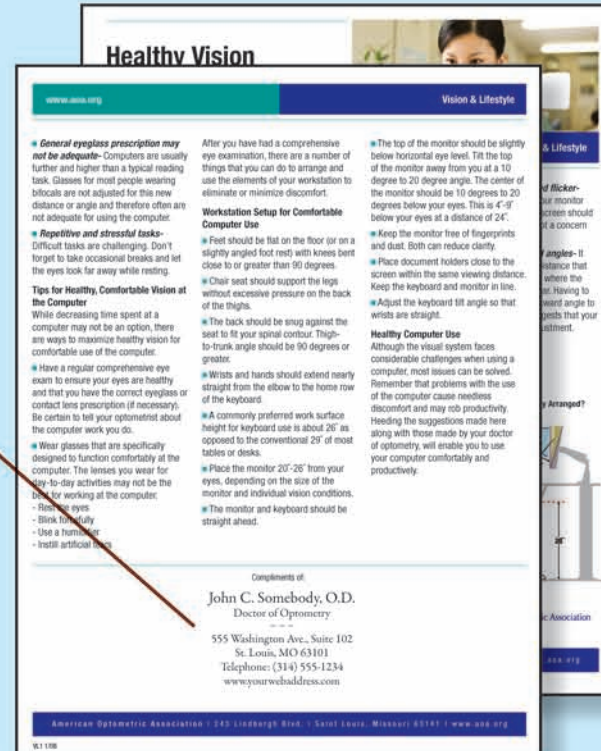 Healthy Vision
www.aoa.org
Vision & Lifestyle
General eyeglass prescription may
not be adequate- Computers are usually
further and higher than a typical reading
task. Glasses for most people wearing
bifocals are not adjusted for this new
distance or angle and therefore often are
not adequate for using the computer.
Repetitive and stressful tasks-
Difficult tasks are challenging. Don't
forget to take occasional breaks and let
the eyes look far away while resting.
Tips for Healthy, Comfortable Vision at
the Computer
While decreasing time spent at a
computer may not be an option, there
are ways to maximize healthy vision for
comfortable use of the computer.
Have a regular comprehensive eye
exam to ensure your eyes are healthy
and that you have the correct eyeglass or
contact lens prescription (if necessary).
Be certain to tell your optometrist about
the computer work you do.
Wear glasses that are specifically
designed to function comfortably at the
computer. The lenses you wear for
day-to-day activities may not be the
best for working at the computer.
- Rest the eyes
- Blink forcefully
- Use a humidifier
- Instill artificial tears
After you have had a comprehensive
eye examination, there are a number of
things that you can do to arrange and
use the elements of your workstation to
eliminate or minimize discomfort.
Workstation Setup for Comfortable
Computer Use
Feet should be flat on the floor (or on a
slightly angled foot rest) with knees bent
close to or greater than 90 degrees.
Chair seat should support the legs
without excessive pressure on the back
of the thighs.
The back should be snug against the
seat to fit your spinal contour. Thigh-
to-trunk angle should be 90 degrees or
greater.
Wrists and hands should extend nearly
straight from the elbow to the home row
of the keyboard.
A commonly preferred work surface
height for keyboard use is about 26" as
opposed to the conventional 29" of most
tables or desks.
Place the monitor 20"-26" from your
eyes, depending on the size of the
monitor and individual vision conditions.
The monitor and keyboard should be
straight ahead.
The top of the monitor should be slightly
below horizontal eye level. Tilt the top
of the monitor away from you at a 10
degree to 20 degree angle. The center of
the monitor should be 10 degrees to 20
degrees below your eyes. This is 4"-9"
below your eyes at a distance of 24".
Keep the monitor free of fingerprints
and dust. Both can reduce clarity.
Place document holders close to the
screen within the same viewing distance.
Keep the keyboard and monitor in line.
Adjust the keyboard tilt angle so that
wrists are straight.
Healthy Computer Use
Although the visual system faces
considerable challenges when using a
computer, most issues can be solved.
Remember that problems with the use
of the computer cause needless
discomfort and may rob productivity.
Heeding the suggestions made here
along with those made by your doctor
of optometry, will enable you to use
your computer comfortably and
productively.
Compliments of:
John C. Somebody, O.D.
Doctor of Optometry
555 Washington Ave., Suite 102
St. Louis, MO 63101
Telephone: (314) 555-1234
www.yourwebaddress.com
American Optometric Association | 243 Lindbergh Blvd. | Saint Louis, Missouri 63141 | www.aoa.org
& Lifestyle
flicker-
monitor
screen should
a concern
angles- It
distance that
where the
Having to
ward angle to
gests that your
ustment.
Arranged?
Association
aoa.org